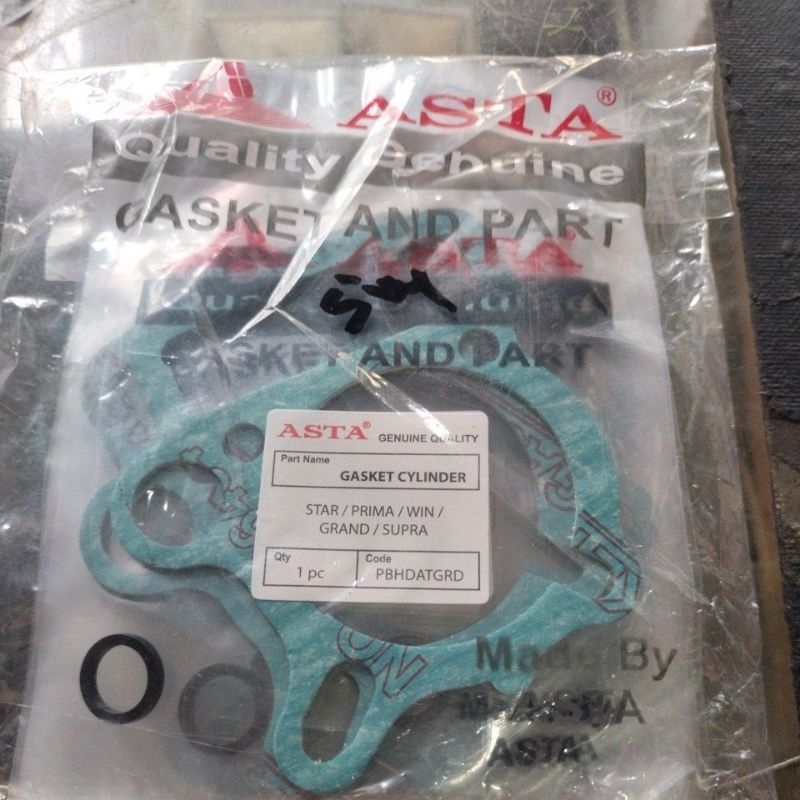 ASTA®
Quality Genuine
GASKET AND PART
ASTA
GASKET AND PART
ASTA® GENUINE QUALITY
Part Name
GASKET CYLINDER
STAR / PRIMA / WIN /
GRAND / SUPRA
Qty
1 pc
Code
PBHDATGRD
Made By
ASTA
ASTA